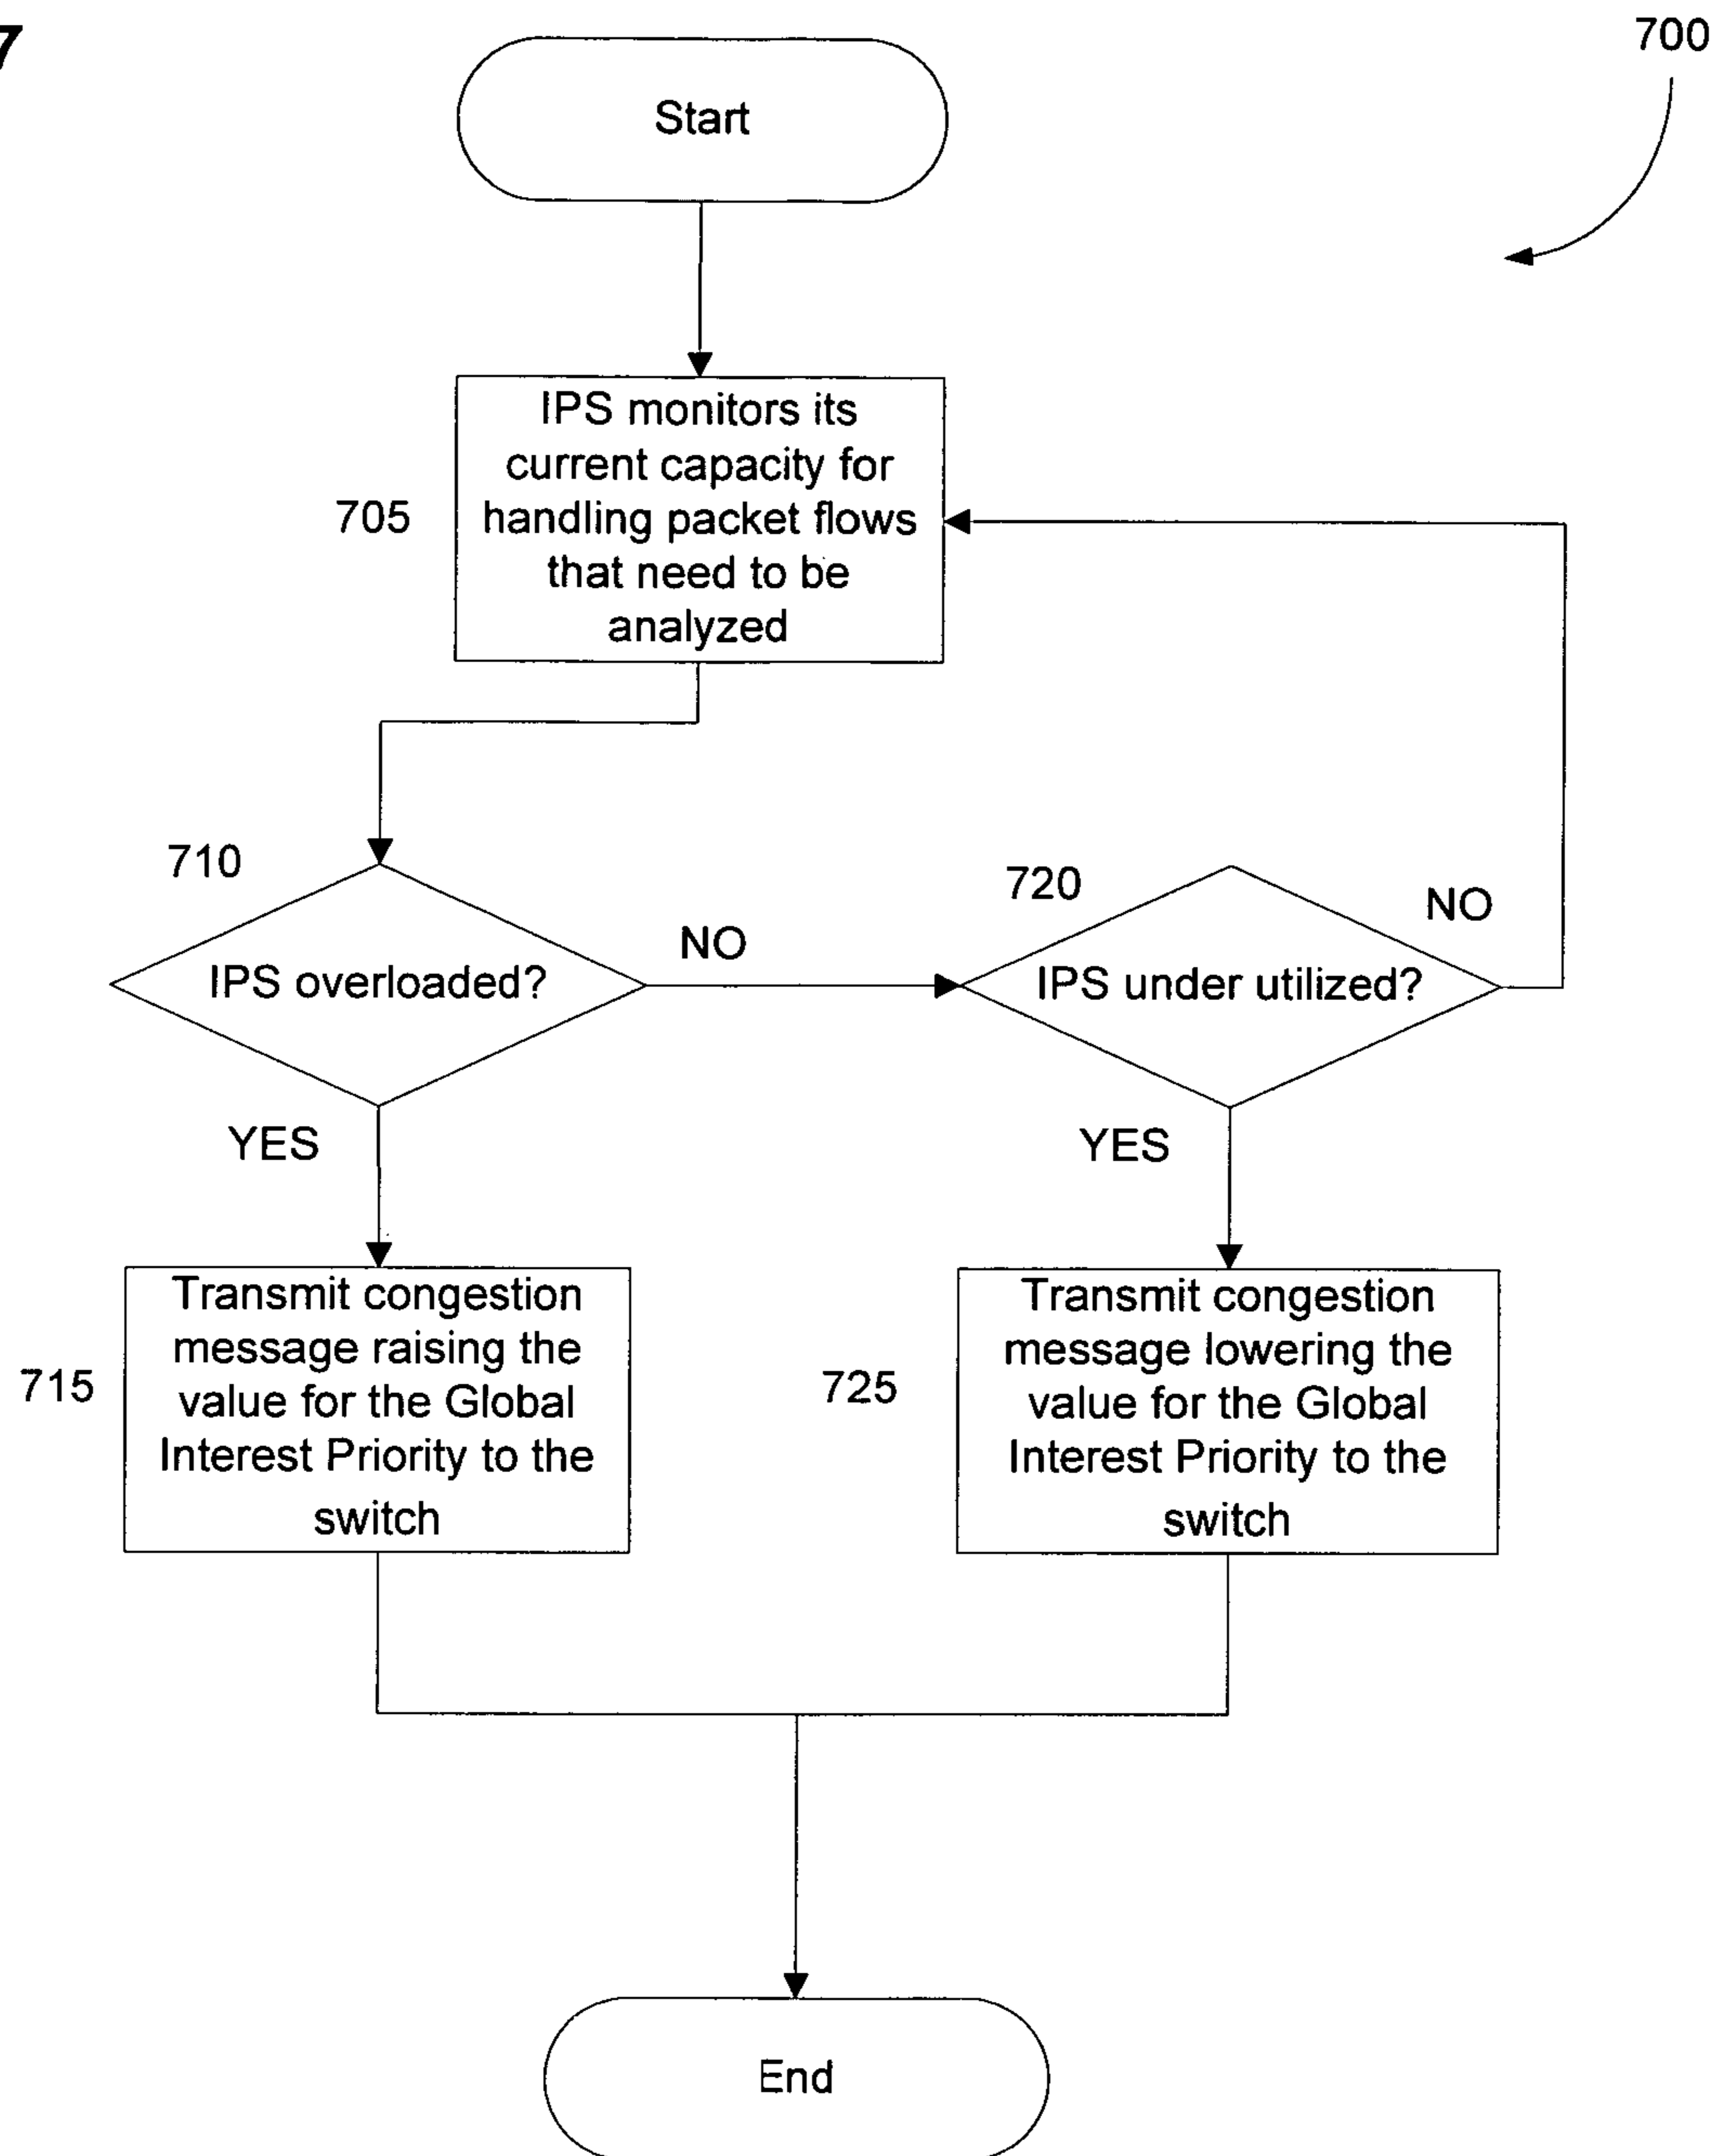 7
700
Start
IPS monitors its
current capacity for
handling packet flows
that need to be
analyzed
705
710
IPS overloaded?
NO
720
IPS under utilized?
NO
YES
YES
715
Transmit congestion
message raising the
value for the Global
Interest Priority to the
switch
725
Transmit congestion
message lowering the
value for the Global
Interest Priority to the
switch
End